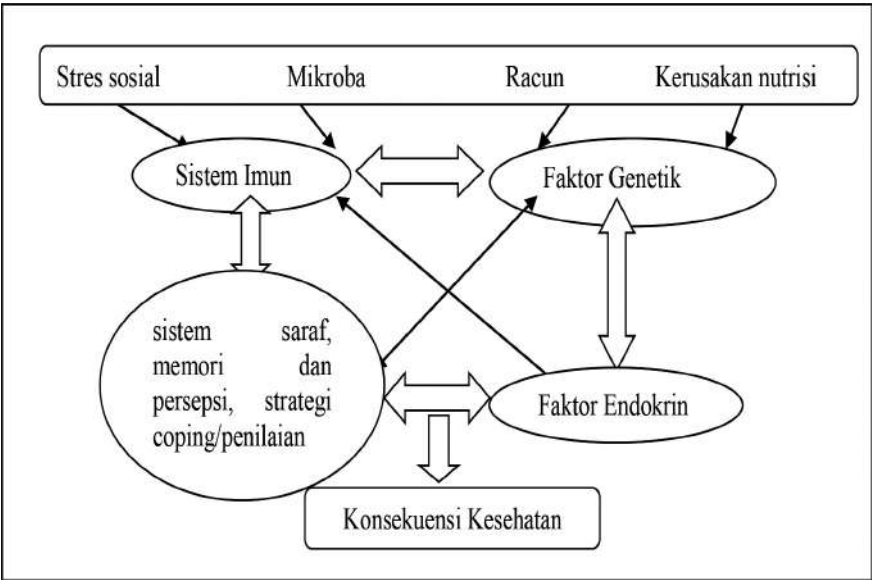 Stres sosial Mikroba Racun Kerusakan nutrisi
Sistem Imun
Faktor Genetik
sistem saraf,
memori dan
persepsi, strategi
coping/penilaian
Faktor Endokrin
Konsekuensi Kesehatan